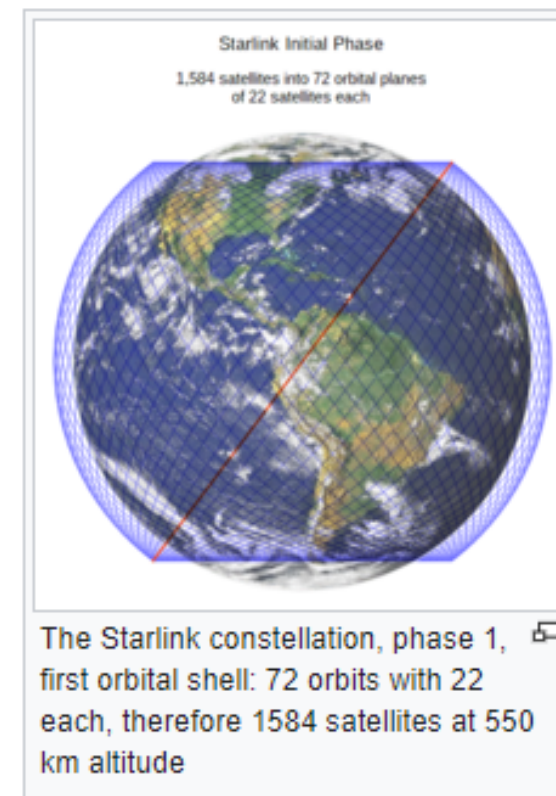 Starlink Initial Phase
1,584 satellites into 72 orbital planes
of 22 satellites each
The Starlink constellation, phase 1,
first orbital shell: 72 orbits with 22
each, therefore 1584 satellites at 550
km altitude